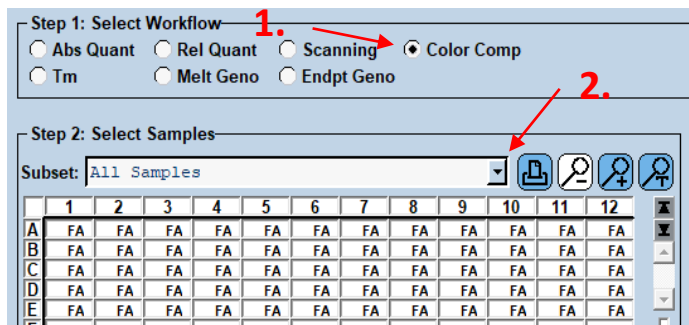 Step 1: Select Workflow
1.
Abs Quant Rel Quant Scanning Color Comp
Tm Melt Geno Endpt Geno
2.
Step 2: Select Samples
Subset: All Samples
1 2 3 4 5 6 7 8 9 10 11 12
A FA FA FA FA FA FA FA FA FA FA FA FA
B FA FA FA FA FA FA FA FA FA FA FA FA
C FA FA FA FA FA FA FA FA FA FA FA FA
D FA FA FA FA FA FA FA FA FA FA FA FA
E FA FA FA FA FA FA FA FA FA FA FA FA